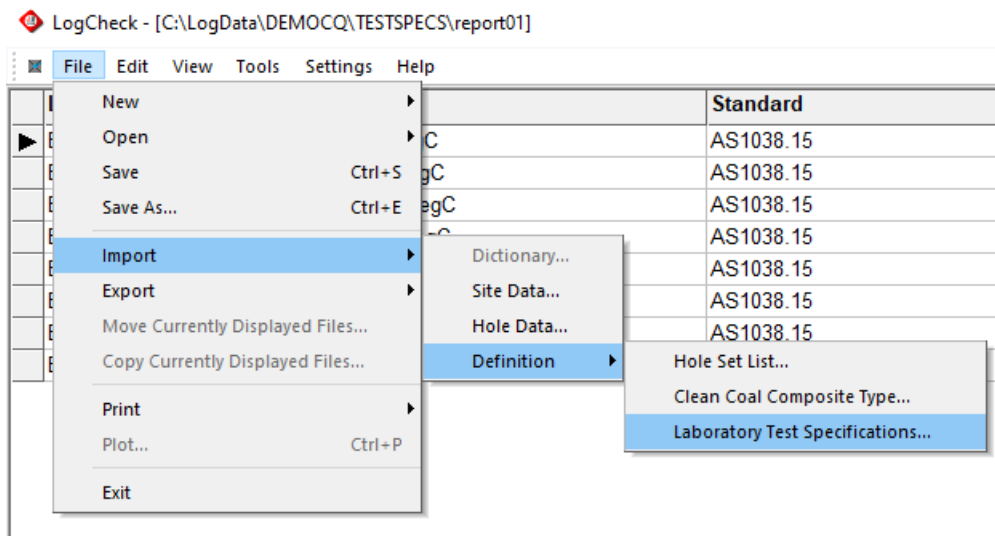 LogCheck - [C:\LogData\DEMOCQ\TESTSPECS\report01]
File Edit View Tools Settings Help
Standard
New
Open
Save Ctrl+S
Save As... Ctrl+E
Import
Export
Move Currently Displayed Files...
Copy Currently Displayed Files...
Print
Plot... Ctrl+P
Exit
Dictionary...
Site Data...
Hole Data...
Definition
Hole Set List...
Clean Coal Composite Type...
Laboratory Test Specifications...
AS1038.15
AS1038.15
AS1038.15
AS1038.15
AS1038.15
AS1038.15
AS1038.15